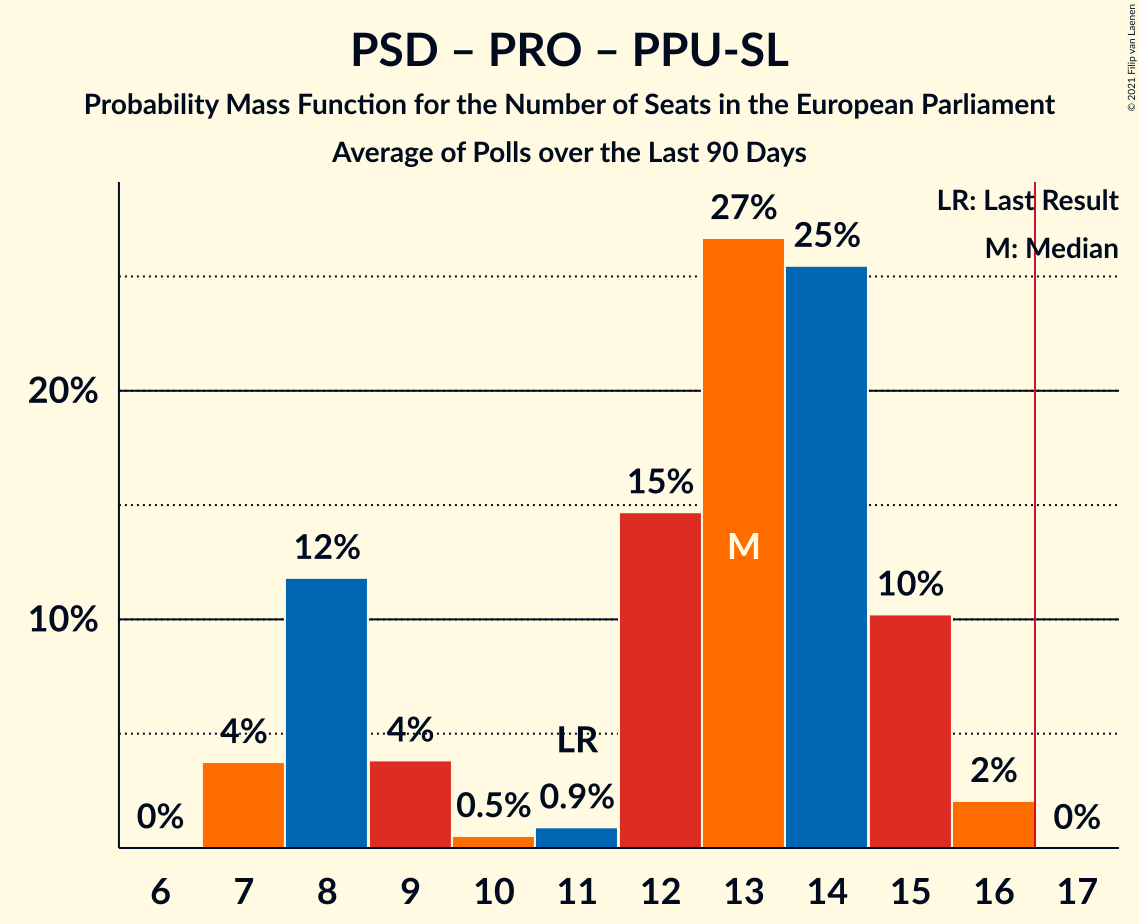 PSD – PRO – PPU-SL
Probability Mass Function for the Number of Seats in the European Parliament
Average of Polls over the Last 90 Days
© 2021 Filip van Laenen
LR: Last Result
M: Median
20%
10%
0%
4%
12%
4%
0.5%
0.9%
LR
15%
27%
M
25%
10%
2%
0%
6 7 8 9 10 11 12 13 14 15 16 17